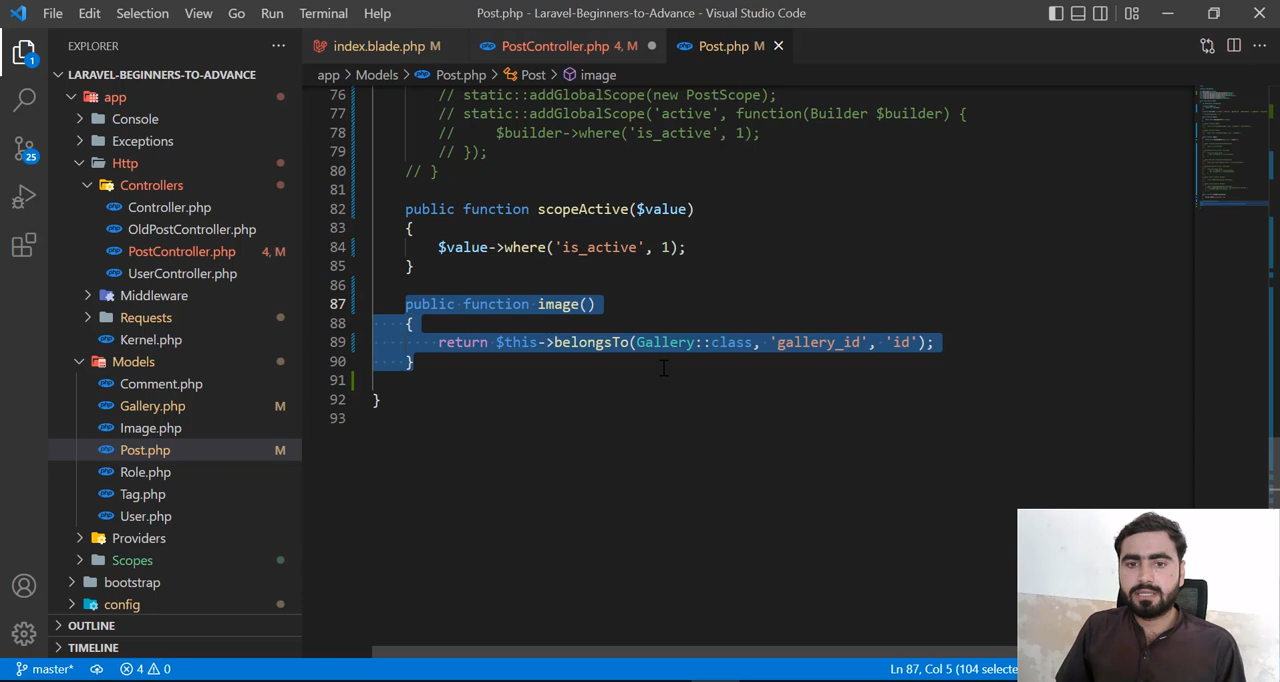 File Edit Selection View Go Run Terminal Help Post.php - Laravel-Beginners-to-Advance - Visual Studio Code
EXPLORER
index.blade.php M PostController.php 4, M Post.php M
app > Models > Post.php > Post > image
LARAVEL-BEGINNERS-TO-ADVANCE
app
Console
Exceptions
Http
Controllers
Controller.php
OldPostController.php
PostController.php 4, M
UserController.php
Middleware
Requests
Kernel.php
Models
Comment.php
Gallery.php M
Image.php
Post.php M
Role.php
Tag.php
User.php
Providers
Scopes
bootstrap
config
OUTLINE
TIMELINE
1
25
76 // static::addGlobalScope(new PostScope);
77 // static::addGlobalScope('active', function(Builder $builder) {
78 // $builder->where('is_active', 1);
79 // });
80 // }
81
82 public function scopeActive($value)
83 {
84 $value->where('is_active', 1);
85 }
86
87 public function image()
88 {
89 return $this->belongsTo(Gallery::class, 'gallery_id', 'id');
90 }
91
92 }
93
master* 4 0 Ln 87, Col 5 (104 selecte